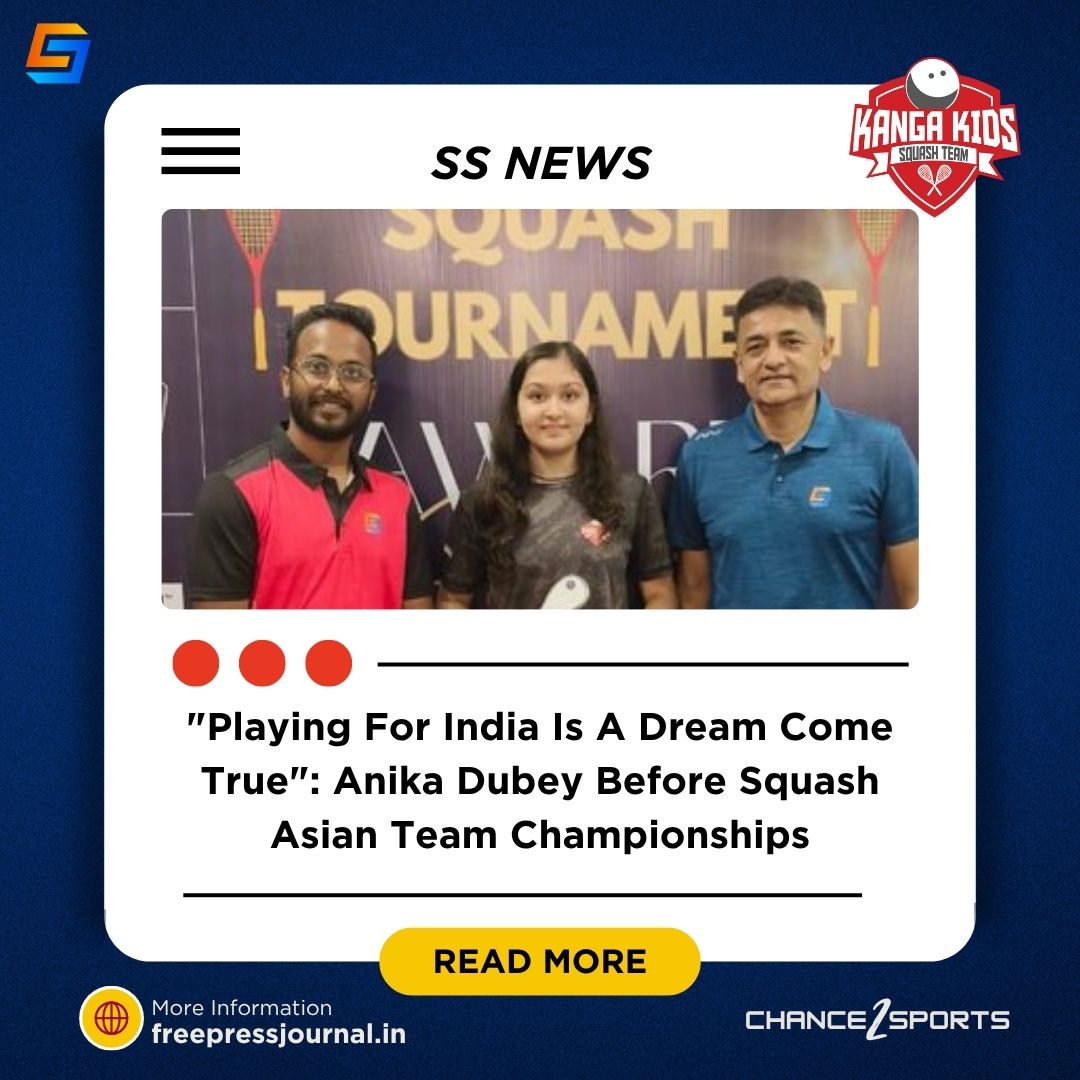 KANGA KIDS
SQUASH TEAM
SS NEWS
SQUASH
TOURNAMENT
"Playing For India Is A Dream Come
True": Anika Dubey Before Squash
Asian Team Championships
READ MORE
More Information
freepressjournal.in
CHANCE2SPORTS